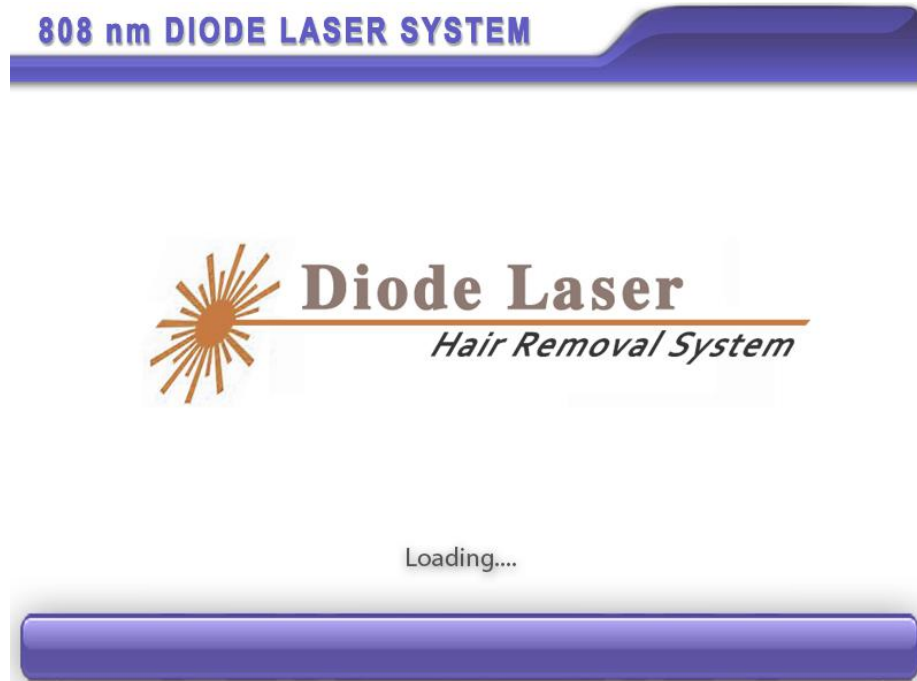 808 nm DIODE LASER SYSTEM
Diode Laser
Hair Removal System
Loading....